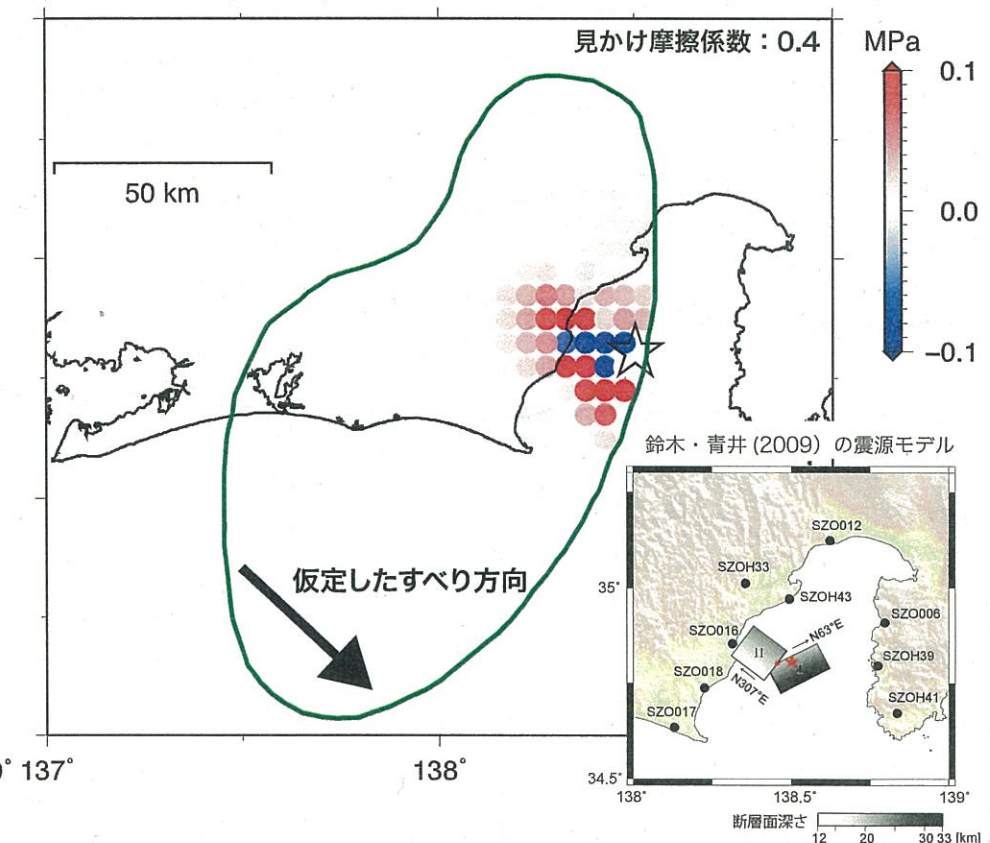 見かけ摩擦係数：0.4
MPa
0.1
0.0
−0.1
50 km
仮定したすべり方向
137°
138°
鈴木・青井 (2009）の震源モデル
SZO012
SZOH33
SZOH43
35°
SZO006
SZO016
N63°E
II
SZOH39
SZO018
N307°E
SZOH41
SZO017
34.5°
138°
138.5°
139°
断層面深さ
12
20
30 33 [km]